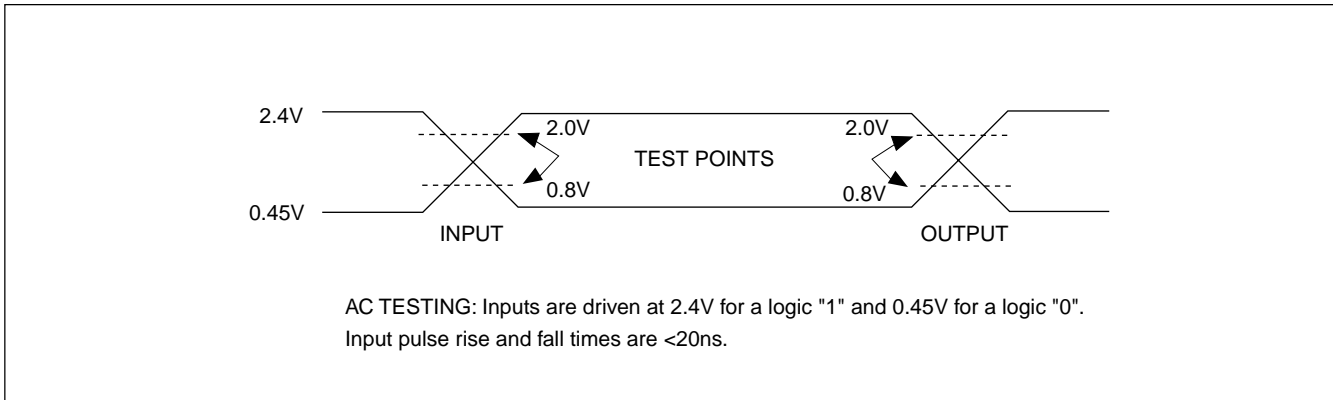 2.4V
2.0V
2.0V
TEST POINTS
0.8V
0.8V
0.45V
INPUT
OUTPUT
AC TESTING: Inputs are driven at 2.4V for a logic "1" and 0.45V for a logic "0".
Input pulse rise and fall times are <20ns.